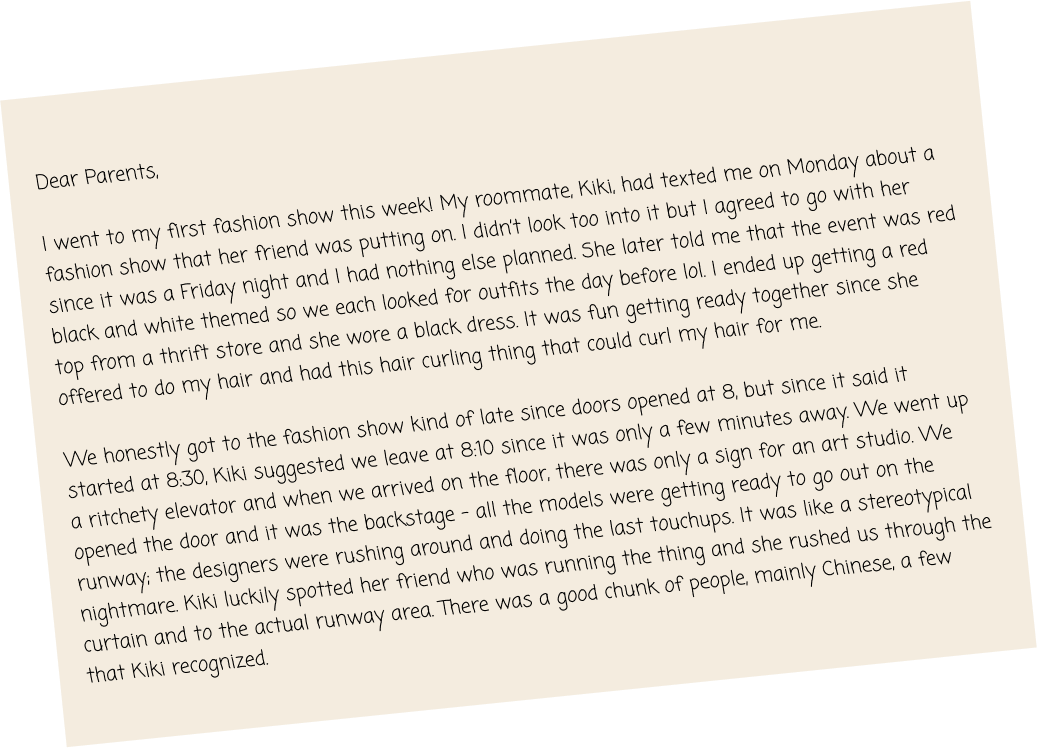 Dear Parents,
I went to my first fashion show this week! My roommate, Kiki, had texted me on Monday about a
fashion show that her friend was putting on. I didn't look too into it but I agreed to go with her
since it was a Friday night and I had nothing else planned. She later told me that the event was red
black and white themed so we each looked for outfits the day before lol. I ended up getting a red
top from a thrift store and she wore a black dress. It was fun getting ready together since she
offered to do my hair and had this hair curling thing that could curl my hair for me.
We honestly got to the fashion show kind of late since doors opened at 8, but since it said it
started at 8:30, Kiki suggested we leave at 8:10 since it was only a few minutes away. We went up
a ritchety elevator and when we arrived on the floor, there was only a sign for an art studio. We
opened the door and it was the backstage - all the models were getting ready to go out on the
runway; the designers were rushing around and doing the last touchups. It was like a stereotypical
nightmare. Kiki luckily spotted her friend who was running the thing and she rushed us through the
curtain and to the actual runway area. There was a good chunk of people, mainly Chinese, a few
that Kiki recognized.